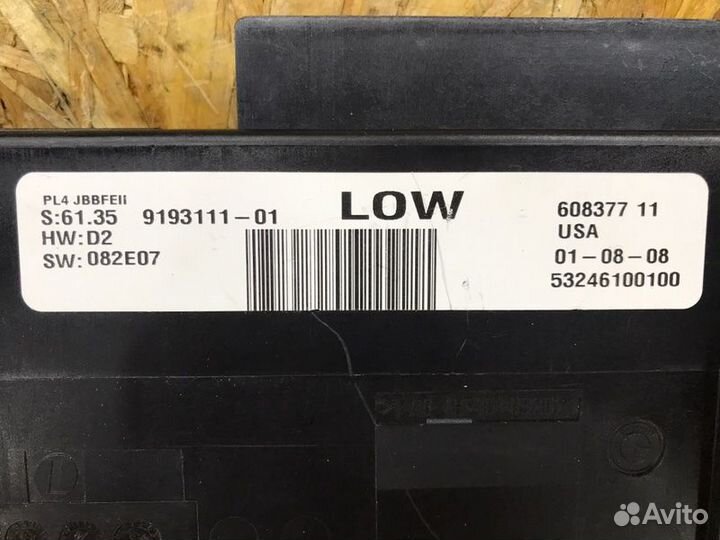 PL4 JBBFEII
S:61.35 9193111-01 LOW 608377 11
HW:D2 USA
SW:082E07 01-08-08
53246100100
Avito